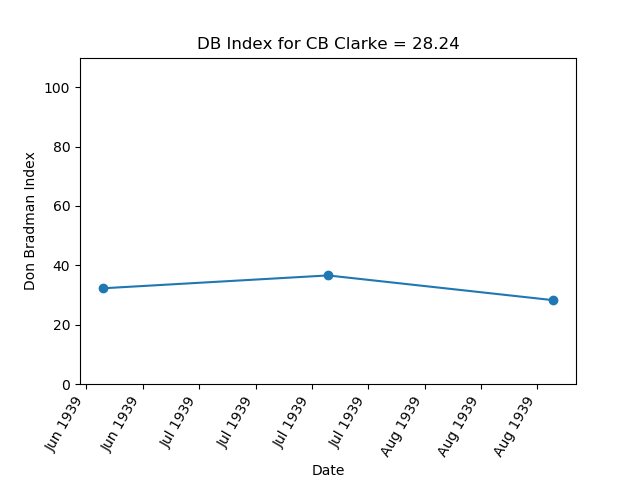 DB Index for CB Clarke = 28.24
100
80
60
40
20
0
Don Bradman Index
Jun 1939
Jun 1939
Jul 1939
Jul 1939
Jul 1939
Jul 1939
Aug 1939
Aug 1939
Aug 1939
Date